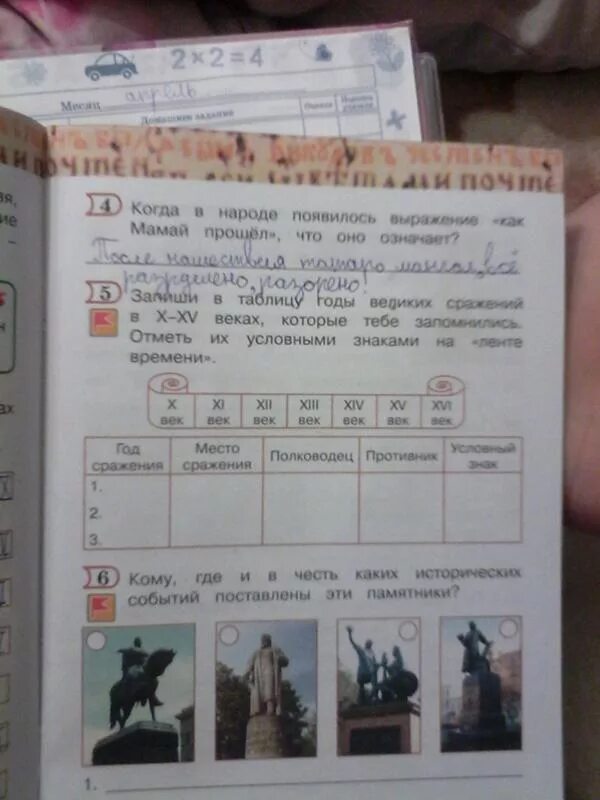 2×2=4
Месяц апрель
Домашнее задание
Оценка
4 Когда в народе появилось выражение «как
Мамай прошёл», что оно означает?
После нашествия татаро монгол, всё
разрушено, разорено!
5 Запиши в таблицу годы великих сражений
в X–XV веках, которые тебе запомнились.
Отметь их условными знаками на «ленте
времени».
X век XI век XII век XIII век XIV век XV век XVI век
Год сражения Место сражения Полководец Противник Условный знак
1.
2.
3.
6 Кому, где и в честь каких исторических
событий поставлены эти памятники?
1.